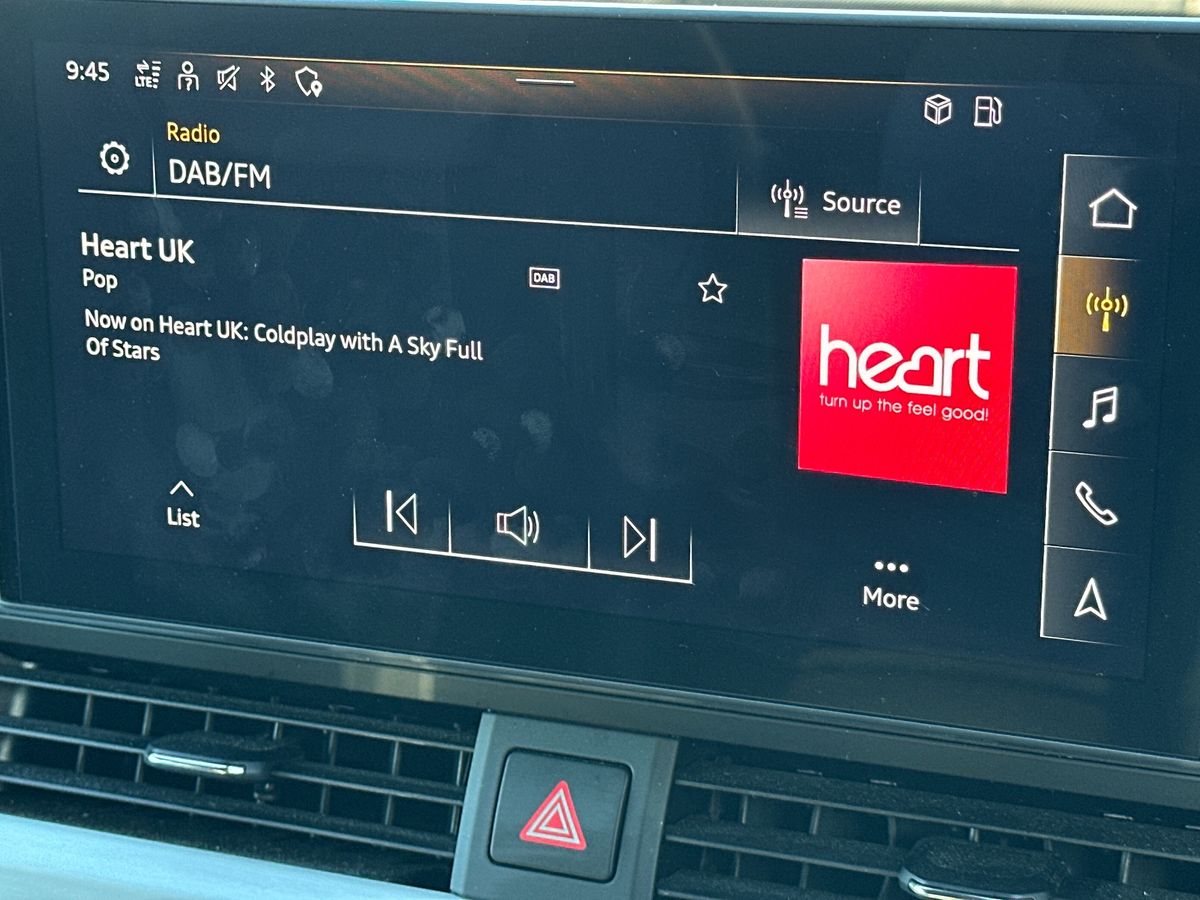 9:45
LTE
?
Radio
DAB/FM
Source
Heart UK
Pop
DAB
Now on Heart UK: Coldplay with A Sky Full
Of Stars
heart
turn up the feel good!
List
More